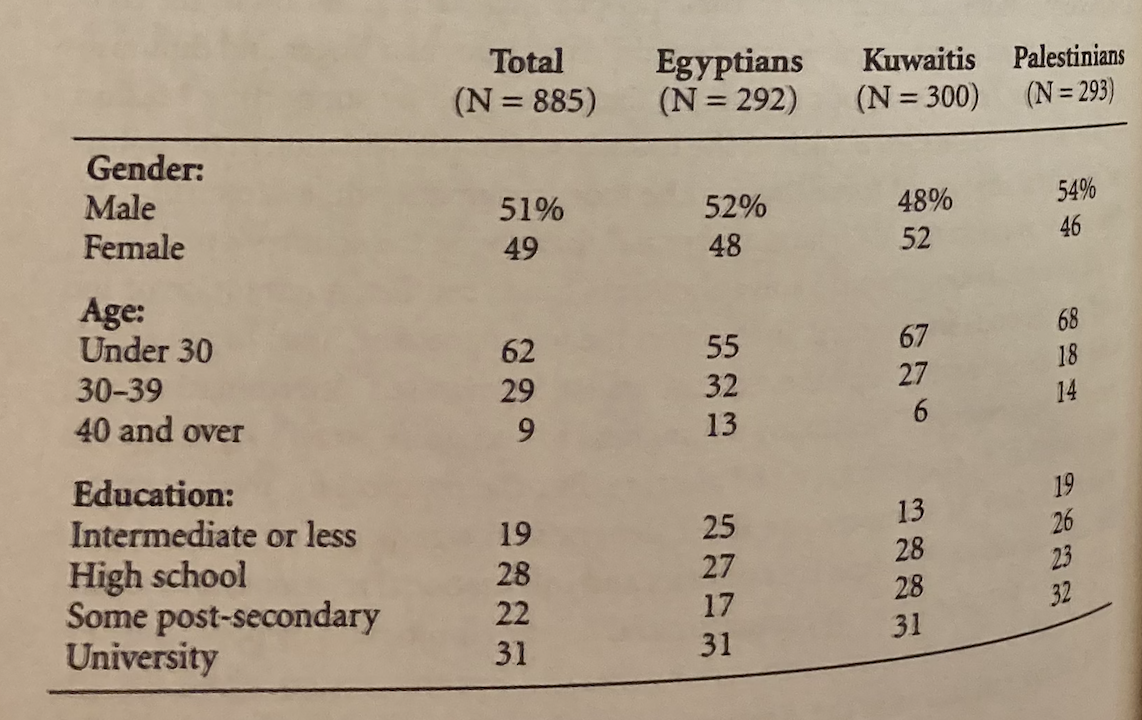 Total Egyptians Kuwaitis Palestinians
(N = 885) (N = 292) (N = 300) (N = 293)
Gender:
Male 51% 52% 48% 54%
Female 49 48 52 46
Age:
Under 30 62 55 67 68
30–39 29 32 27 18
40 and over 9 13 6 14
Education:
Intermediate or less 19 25 13 19
High school 28 27 28 26
Some post-secondary 22 17 28 23
University 31 31 31 32